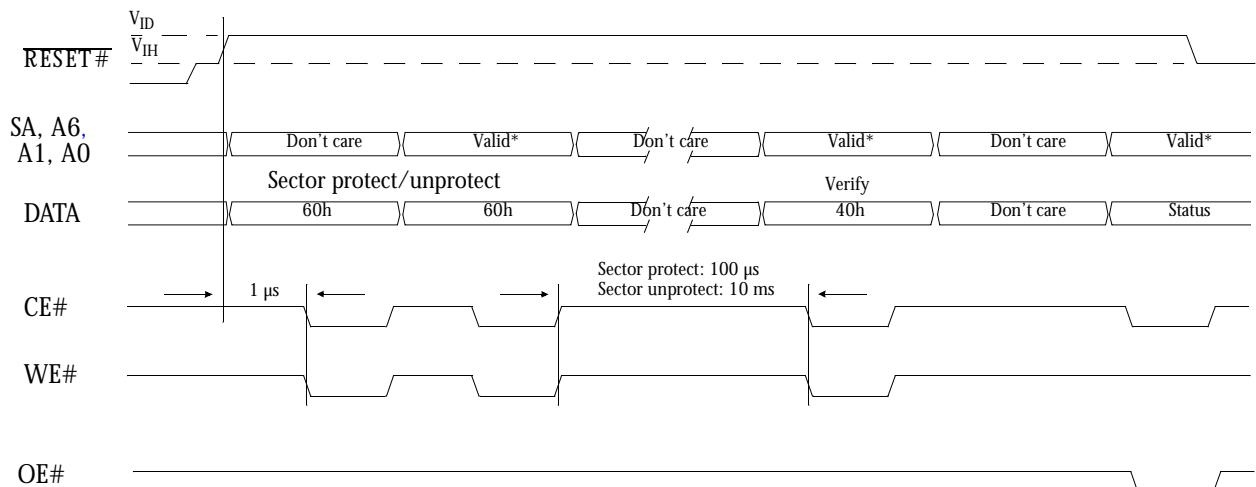 VID
VIH
RESET#
SA, A6,
A1, A0
Don't care
Valid*
Don't care
Valid*
Don't care
Valid*
Sector protect/unprotect
Verify
DATA
60h
60h
Don't care
40h
Don't care
Status
Sector protect: 100 µs
1 µs
Sector unprotect: 10 ms
CE#
WE#
OE#